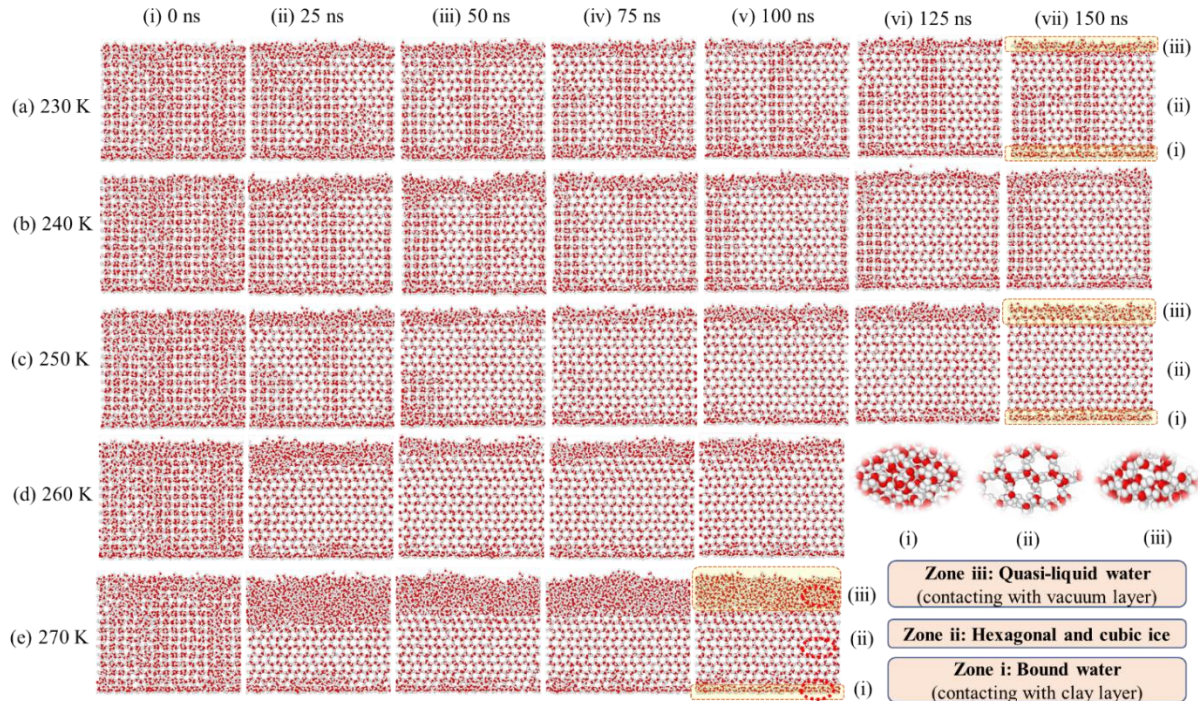 (i) 0 ns (ii) 25 ns (iii) 50 ns (iv) 75 ns (v) 100 ns (vi) 125 ns (vii) 150 ns
(iii)
(a) 230 K (ii)
(i)
(b) 240 K
(iii)
(c) 250 K (ii)
(i)
(d) 260 K
(i) (ii) (iii)
(e) 270 K
(iii)
(ii)
(i)
Zone iii: Quasi-liquid water
(contacting with vacuum layer)
Zone ii: Hexagonal and cubic ice
Zone i: Bound water
(contacting with clay layer)